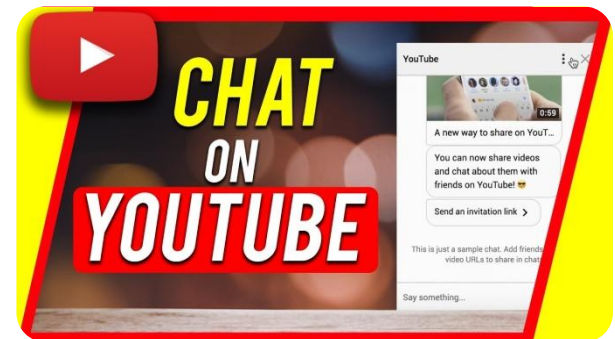 CHAT
ON
YOUTUBE
YouTube
0:59
A new way to share on YouT...
You can now share videos
and chat about them with
friends on YouTube! 😎
Send an invitation link >
This is just a sample chat. Add friends
video URLs to share in chat
Say something...